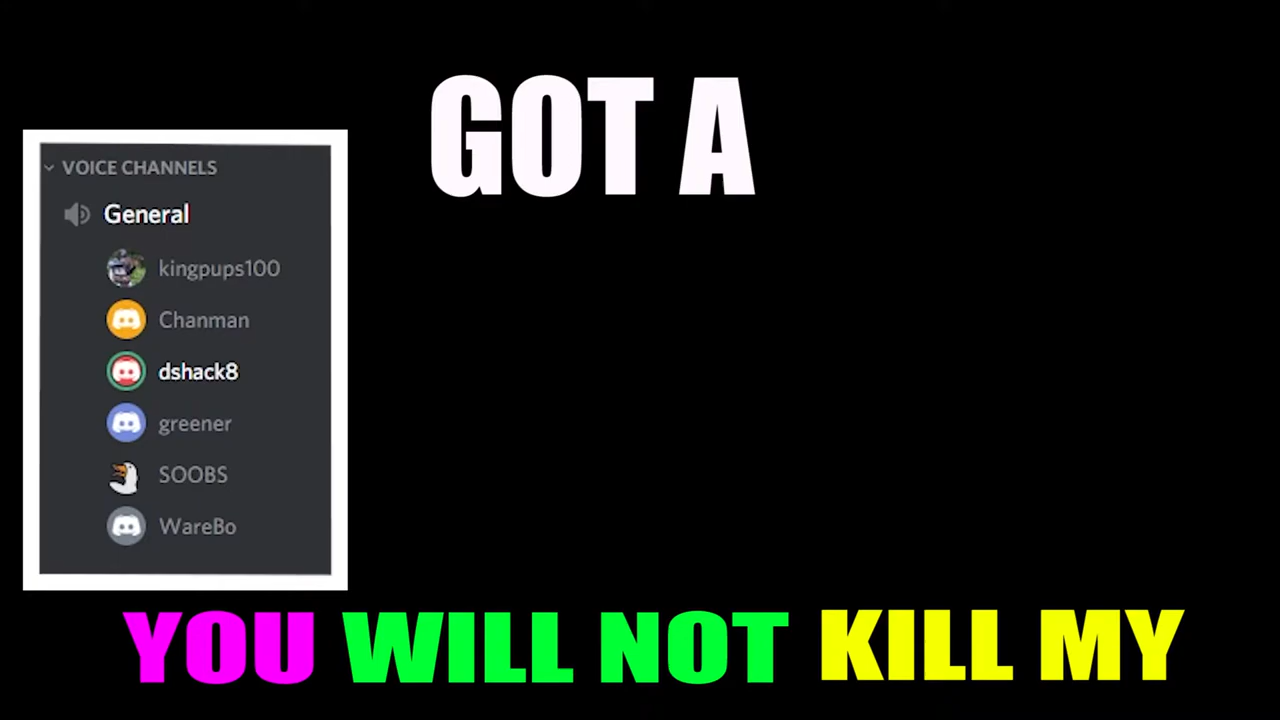 GOT A
VOICE CHANNELS
General
kingpups100
Chanman
dshack8
greener
SOOBS
WareBo
YOU WILL NOT KILL MY